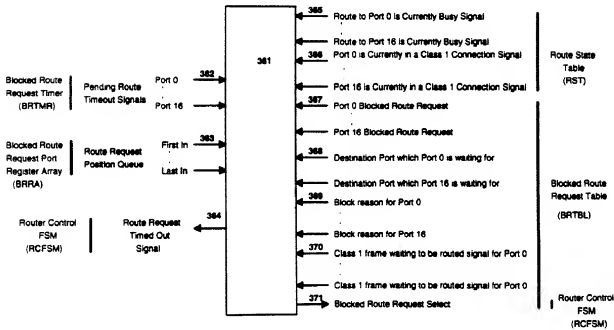 365 Route to Port 0 is Currently Busy Signal
Route to Port 16 is Currently Busy Signal
366 Port 0 is Currently in a Class 1 Connection Signal
Port 16 is Currently in a Class 1 Connection Signal
Route State
Table
(RST)
361
Blocked Route
Request Timer
(BRTMR)
Pending Route
Timeout Signals
Port 0 362
Port 16
367 Port 0 Blocked Route Request
Port 16 Blocked Route Request
Blocked Route
Request Port
Register Array
(BRRA)
Route Request
Position Queue
First In 363
Last In
368 Destination Port which Port 0 is waiting for
Destination Port which Port 16 is waiting for
369 Block reason for Port 0
Block reason for Port 16
Blocked Route
Request Table
(BRTBL)
Router Control
FSM
(RCFSM)
Route Request
Timed Out
Signal
364
370 Class 1 frame waiting to be routed signal for Port 0
Class 1 frame waiting to be routed signal for Port 0
371 Blocked Route Request Select
Router Control
FSM
(RCFSM)